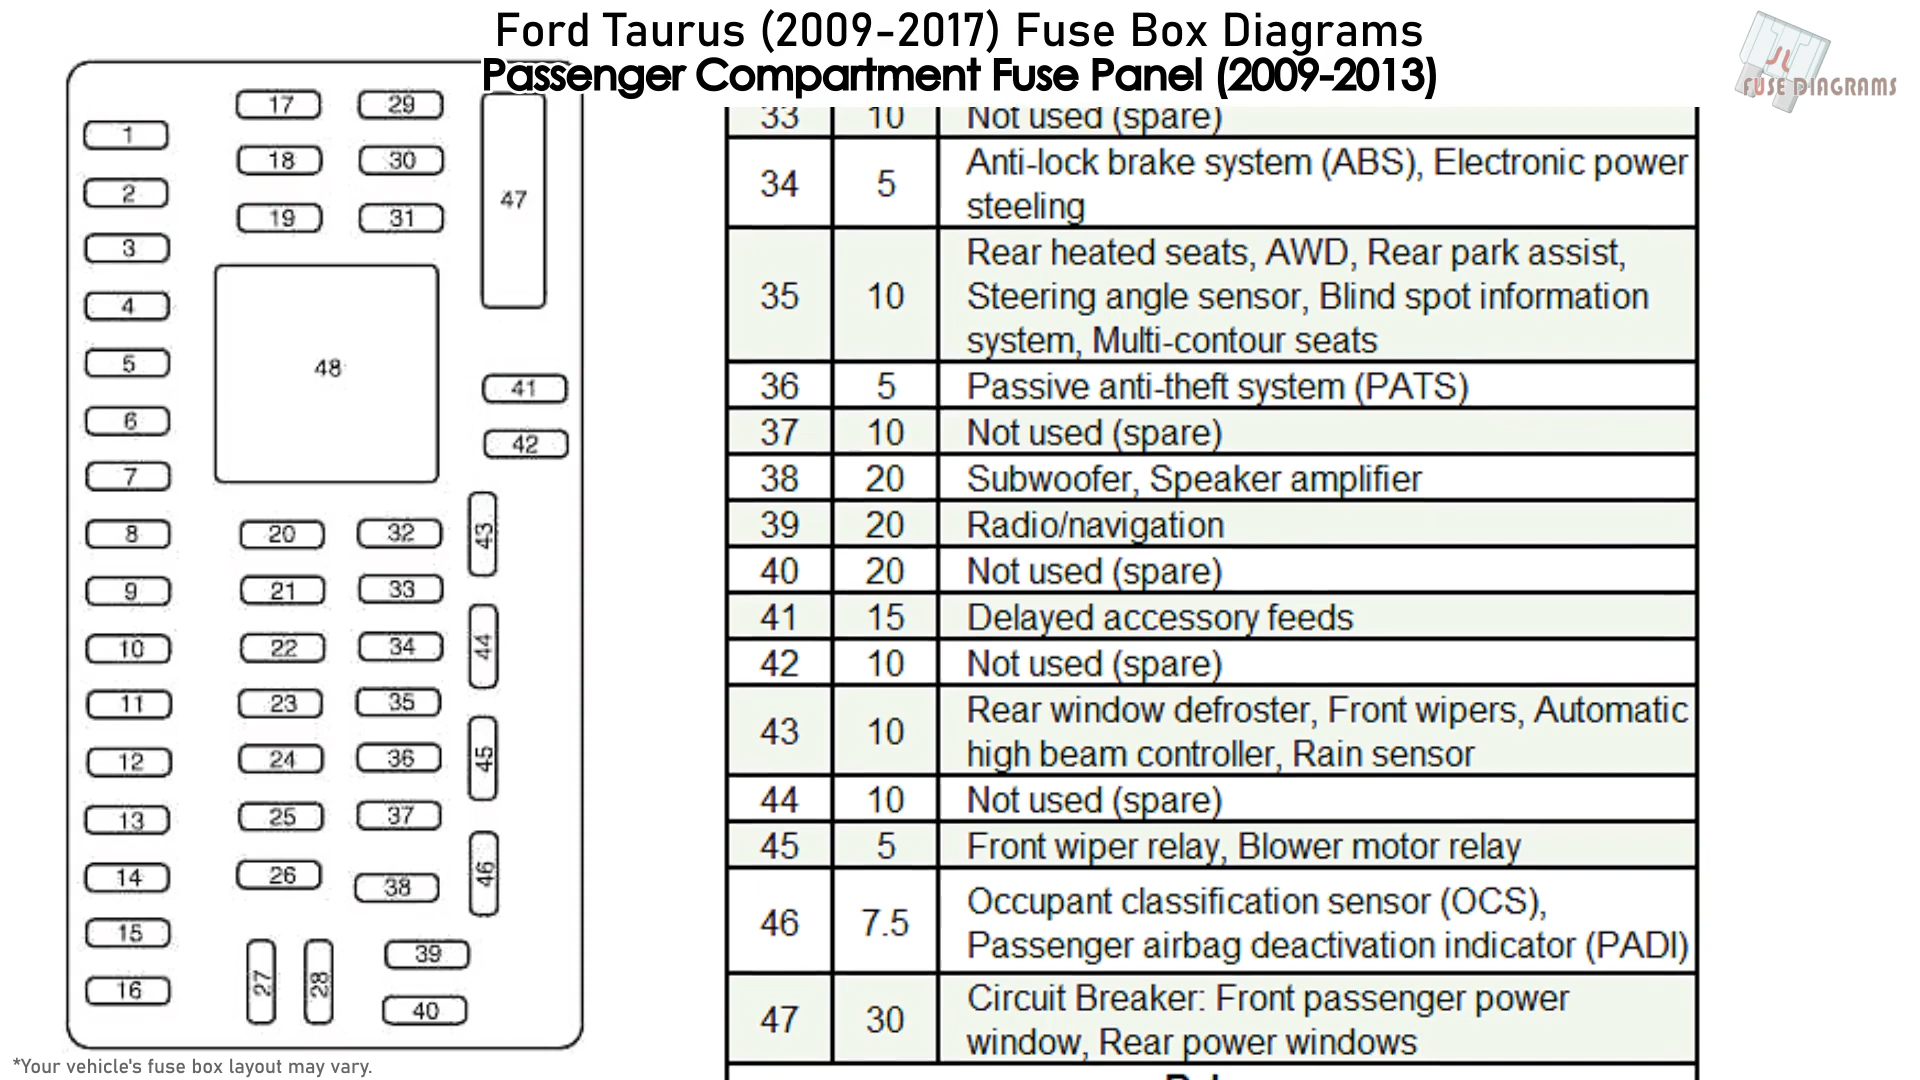 Ford Taurus (2009-2017) Fuse Box Diagrams
Passenger Compartment Fuse Panel (2009-2013)
FUSE DIAGRAMS
1
2
3
4
5
6
7
8
9
10
11
12
13
14
15
16
17
18
19
20
21
22
23
24
25
26
27
28
29
30
31
32
33
34
35
36
37
38
39
40
41
42
43
44
45
46
47
48
33 10 Not used (spare)
34 5 Anti-lock brake system (ABS), Electronic power
steeling
35 10 Rear heated seats, AWD, Rear park assist,
Steering angle sensor, Blind spot information
system, Multi-contour seats
36 5 Passive anti-theft system (PATS)
37 10 Not used (spare)
38 20 Subwoofer, Speaker amplifier
39 20 Radio/navigation
40 20 Not used (spare)
41 15 Delayed accessory feeds
42 10 Not used (spare)
43 10 Rear window defroster, Front wipers, Automatic
high beam controller, Rain sensor
44 10 Not used (spare)
45 5 Front wiper relay, Blower motor relay
46 7.5 Occupant classification sensor (OCS),
Passenger airbag deactivation indicator (PADI)
47 30 Circuit Breaker: Front passenger power
window, Rear power windows
*Your vehicle's fuse box layout may vary.